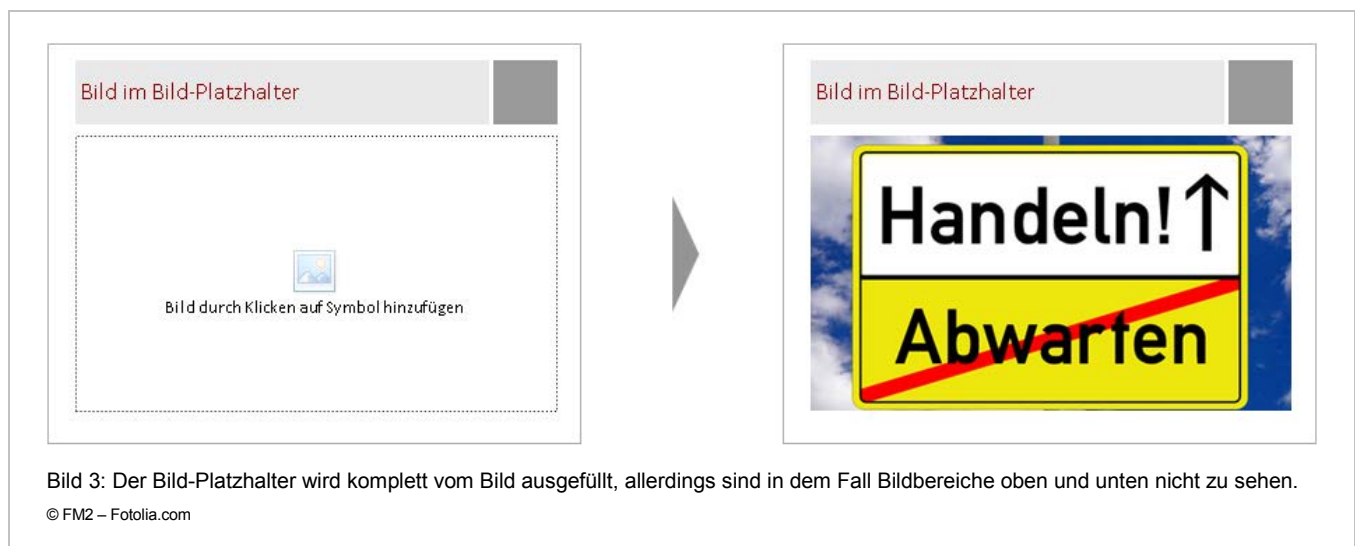 Bild im Bild-Platzhalter
Bild durch Klicken auf Symbol hinzufügen
Bild im Bild-Platzhalter
Handeln!↑
Abwarten
Bild 3: Der Bild-Platzhalter wird komplett vom Bild ausgefüllt, allerdings sind in dem Fall Bildbereiche oben und unten nicht zu sehen.
© FM2 – Fotolia.com